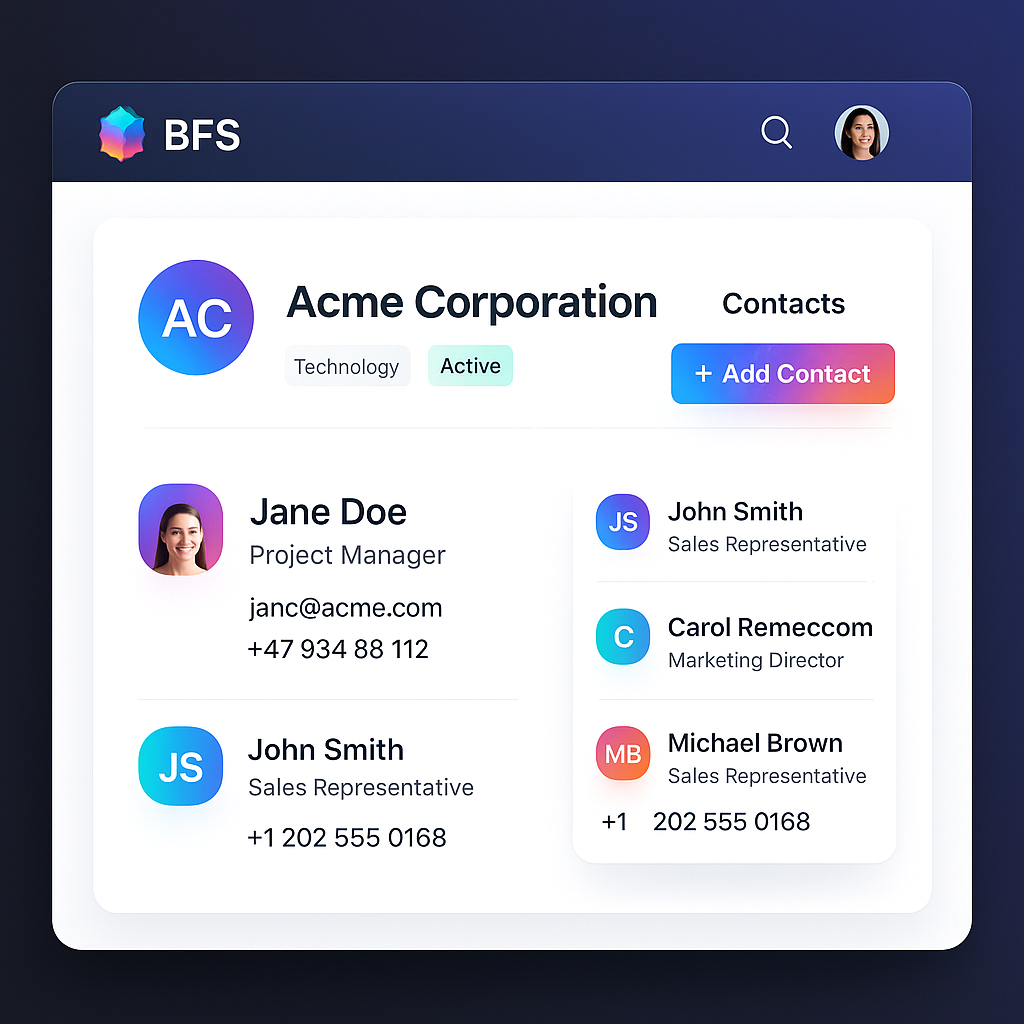 BFS
AC
Acme Corporation
Technology
Active
Contacts
+ Add Contact
Jane Doe
Project Manager
janc@acme.com
+47 934 88 112
JS
John Smith
Sales Representative
+1 202 555 0168
JS
John Smith
Sales Representative
C
Carol Remeccom
Marketing Director
MB
Michael Brown
Sales Representative
+1 202 555 0168